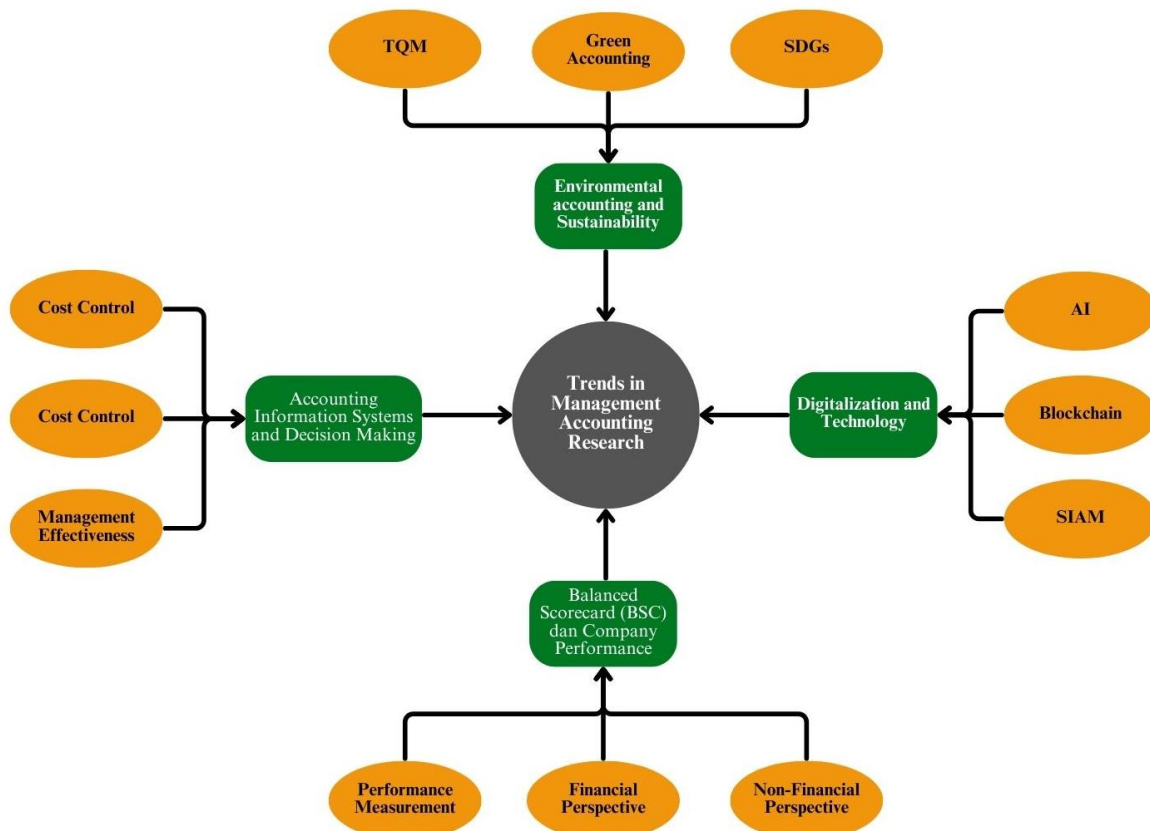 TQM
Green
Accounting
SDGs
Environmental
accounting and
Sustainability
Cost Control
Cost Control
Management
Effectiveness
Accounting
Information Systems
and Decision Making
Trends in
Management
Accounting
Research
Digitalization and
Technology
AI
Blockchain
SIAM
Balanced
Scorecard (BSC)
dan Company
Performance
Performance
Measurement
Financial
Perspective
Non-Financial
Perspective